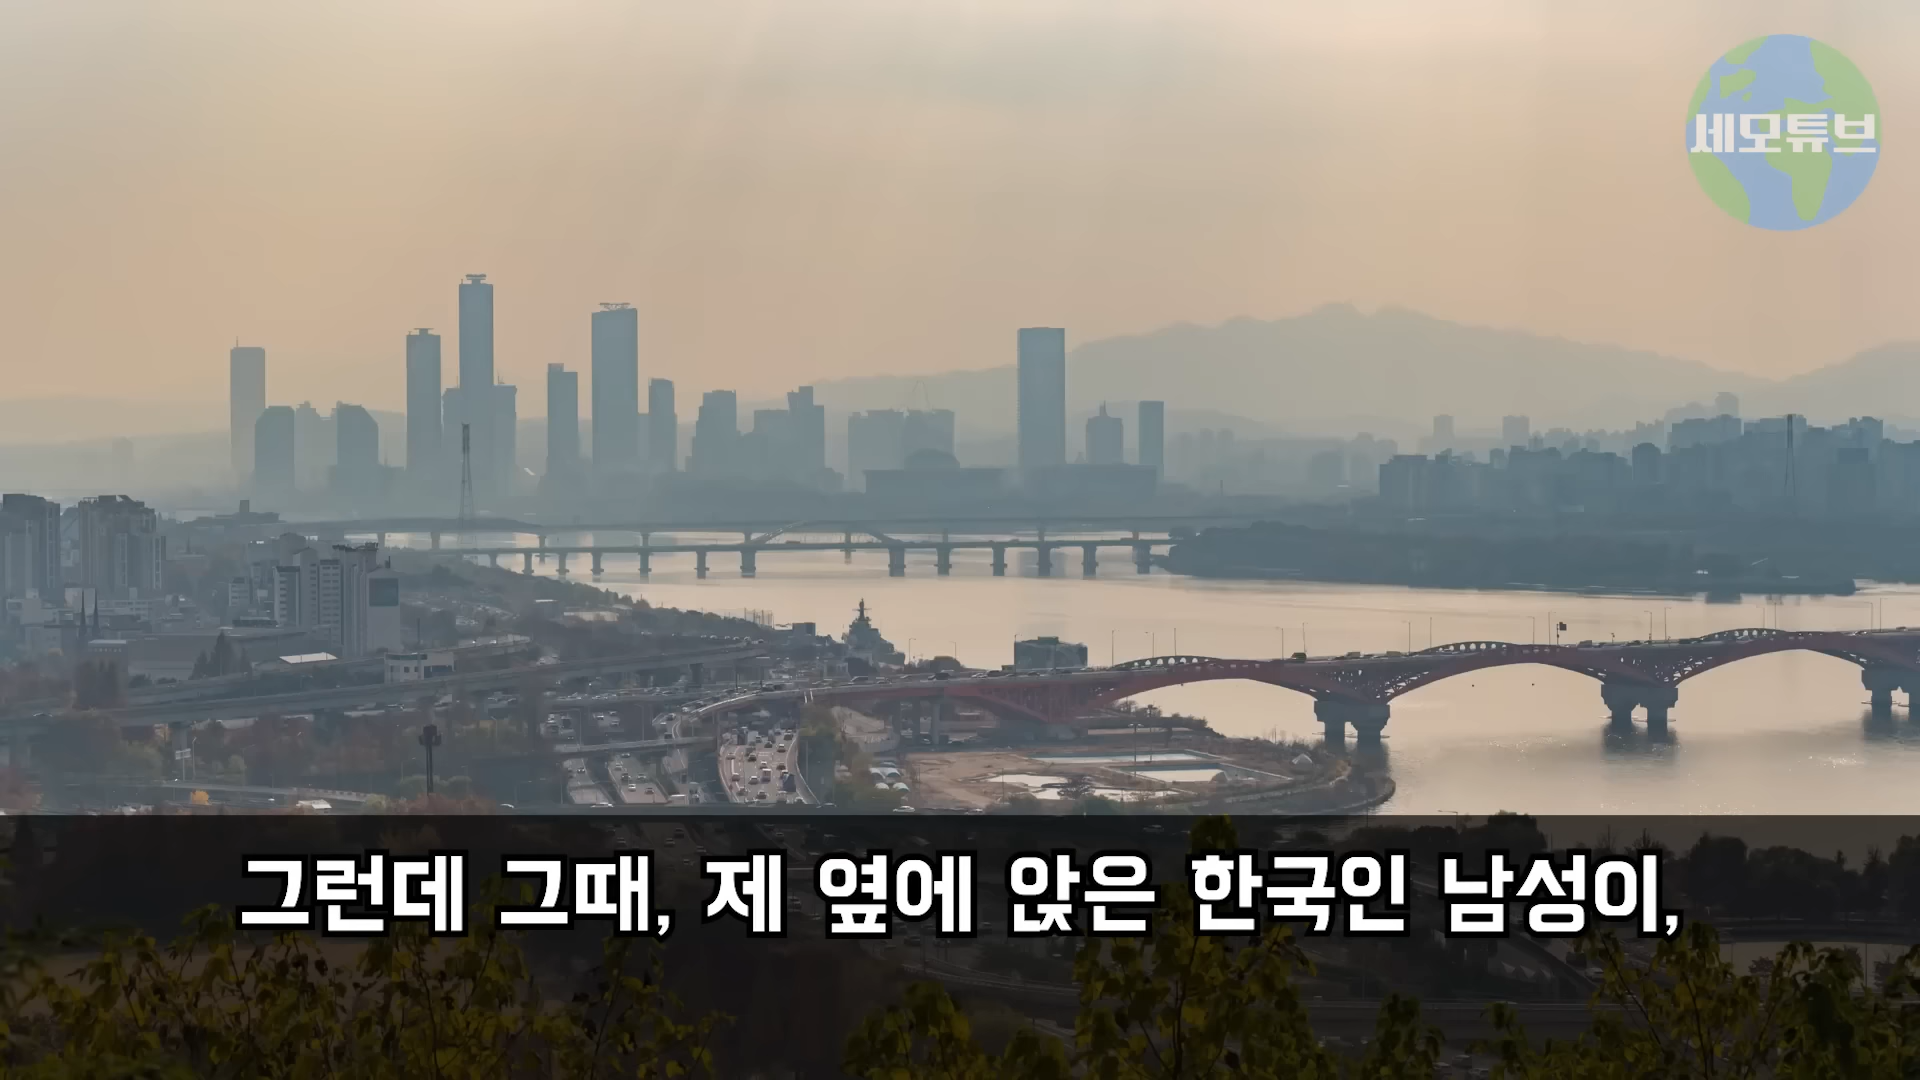 세모튜브
그런데 그때, 제 옆에 앉은 한국인 남성이,